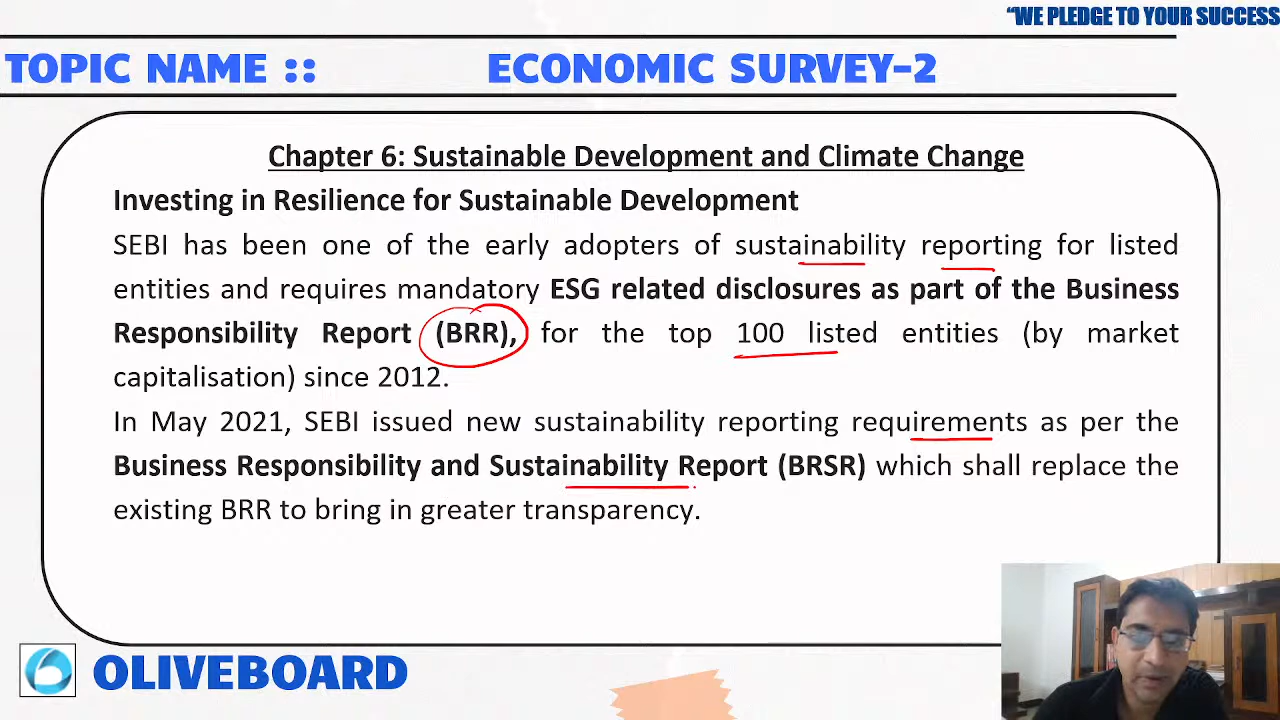 “WE PLEDGE TO YOUR SUCCESS
TOPIC NAME :: ECONOMIC SURVEY-2
Chapter 6: Sustainable Development and Climate Change
Investing in Resilience for Sustainable Development
SEBI has been one of the early adopters of sustainability reporting for listed
entities and requires mandatory ESG related disclosures as part of the Business
Responsibility Report (BRR), for the top 100 listed entities (by market
capitalisation) since 2012.
In May 2021, SEBI issued new sustainability reporting requirements as per the
Business Responsibility and Sustainability Report (BRSR) which shall replace the
existing BRR to bring in greater transparency.
OLIVEBOARD